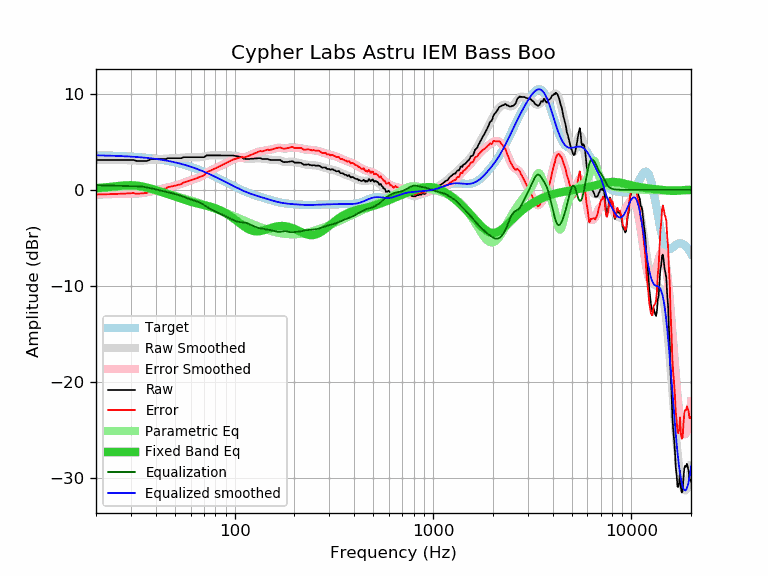 Cypher Labs Astru IEM Bass Boo
Amplitude (dBr)
10
0
−10
−20
−30
Target
Raw Smoothed
Error Smoothed
Raw
Error
Parametric Eq
Fixed Band Eq
Equalization
Equalized smoothed
100 1000 10000
Frequency (Hz)